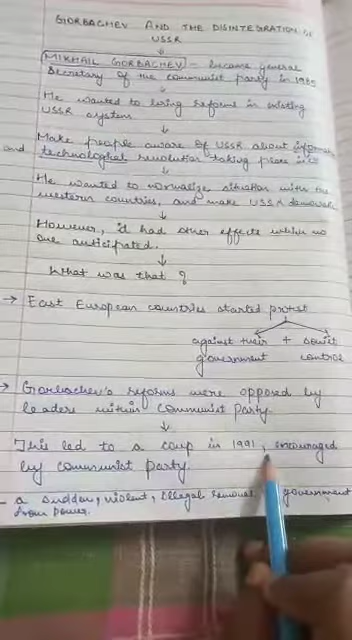 GORBACHEV AND THE DISINTEGRATION OF
USSR
MIKHAIL GORBACHEV - became general
Secretary of the communist party in 1985
He wanted to bring reforms in existing
USSR system
Make people aware of USSR about
and technological revolution taking place
He wanted to normalize situation with the
western countries, and make USSR
However, it had other effects which no
one anticipated.
What was that ?
→ East European countries started protest
against their + soviet
government control
→ Gorbachev's reforms were opposed by
leaders within Communist Party
This led to a coup in 1991, encouraged
by communist party
- a sudden, violent, illegal removal government
from power.